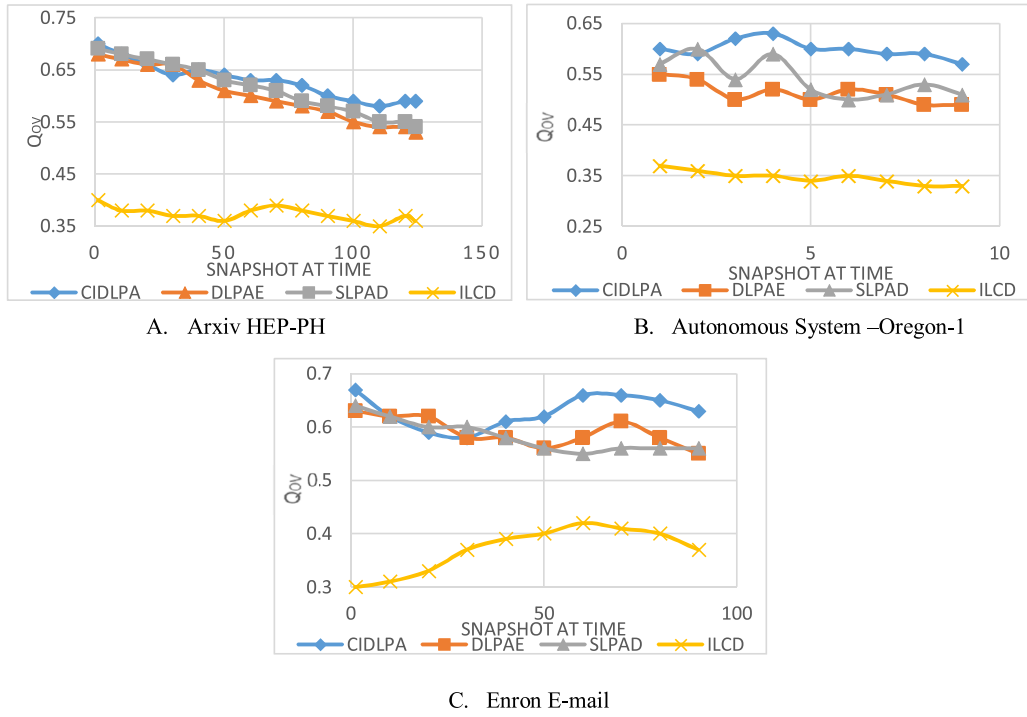 0.75
0.65
0.55
0.45
0.35
QOV
0 50 100 150
SNAPSHOT AT TIME
CIDLPA DLPAE SLPAD ILCD
A. Arxiv HEP-PH
0.65
0.55
0.45
0.35
0.25
QOV
0 5 10
SNAPSHOT AT TIME
CIDLPA DLPAE SLPAD ILCD
B. Autonomous System –Oregon-1
0.7
0.6
0.5
0.4
0.3
QOV
0 50 100
SNAPSHOT AT TIME
CIDLPA DLPAE SLPAD ILCD
C. Enron E-mail